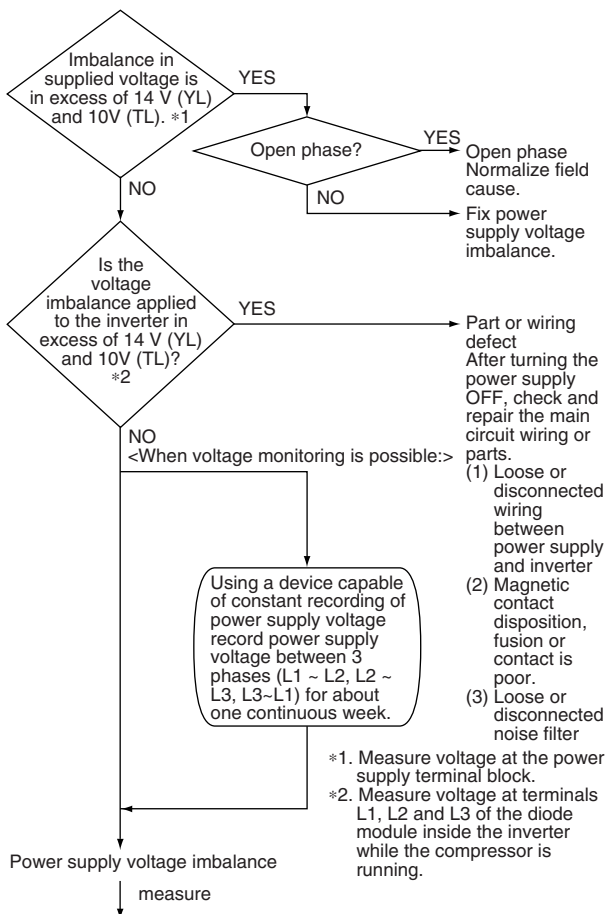 Imbalance in
supplied voltage is
in excess of 14 V (YL)
and 10V (TL). *1
YES
NO
Open phase?
YES
Open phase
Normalize field
cause.
NO
Fix power
supply voltage
imbalance.
Is the
voltage
imbalance applied
to the inverter in
excess of 14 V (YL)
and 10V (TL)?
*2
YES
Part or wiring
defect
After turning the
power supply
OFF, check and
repair the main
circuit wiring or
parts.
(1) Loose or
disconnected
wiring
between
power supply
and inverter
(2) Magnetic
contact
disposition,
fusion or
contact is
poor.
(3) Loose or
disconnected
noise filter
NO
<When voltage monitoring is possible:>
Using a device capable
of constant recording of
power supply voltage
record power supply
voltage between 3
phases (L1 ~ L2, L2 ~
L3, L3~L1) for about
one continuous week.
*1. Measure voltage at the power
supply terminal block.
*2. Measure voltage at terminals
L1, L2 and L3 of the diode
module inside the inverter
while the compressor is
running.
Power supply voltage imbalance
measure